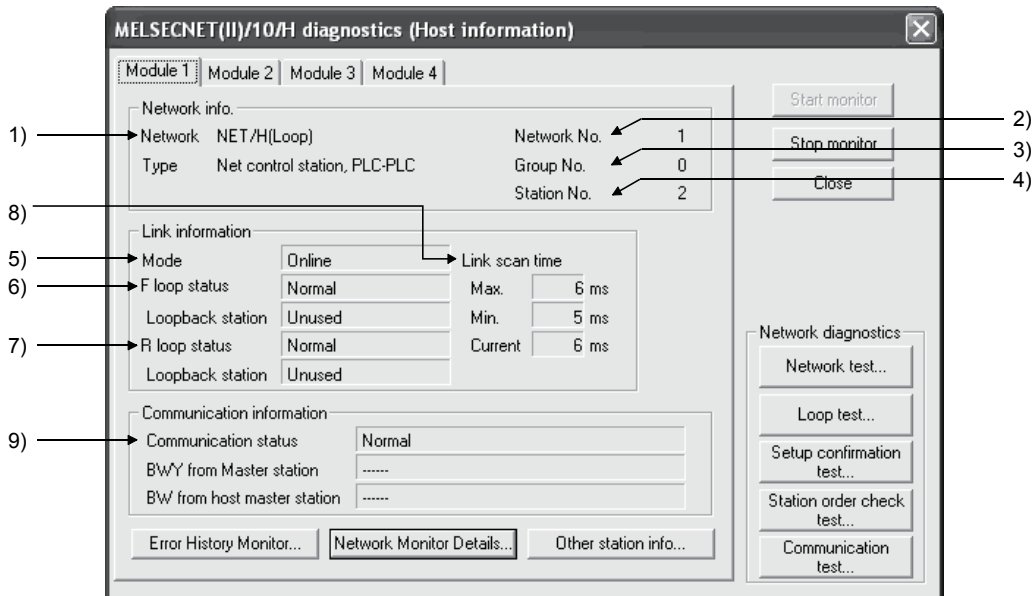 MELSECNET(II)/10/H diagnostics (Host information)
Module 1 Module 2 Module 3 Module 4
Network info.
1) Network NET/H(Loop)
Type Net control station, PLC-PLC
Network No. 1 2)
Group No. 0 3)
Station No. 2 4)
Start monitor
Stop monitor
Close
8)
Link information
5) Mode Online
6) F loop status Normal
Loopback station Unused
7) R loop status Normal
Loopback station Unused
Link scan time
Max. 6 ms
Min. 5 ms
Current 6 ms
Communication information
9) Communication status Normal
BWY from Master station ------
BW from host master station ------
Error History Monitor... Network Monitor Details... Other station info...
Network diagnostics
Network test...
Loop test...
Setup confirmation
test...
Station order check
test...
Communication
test...